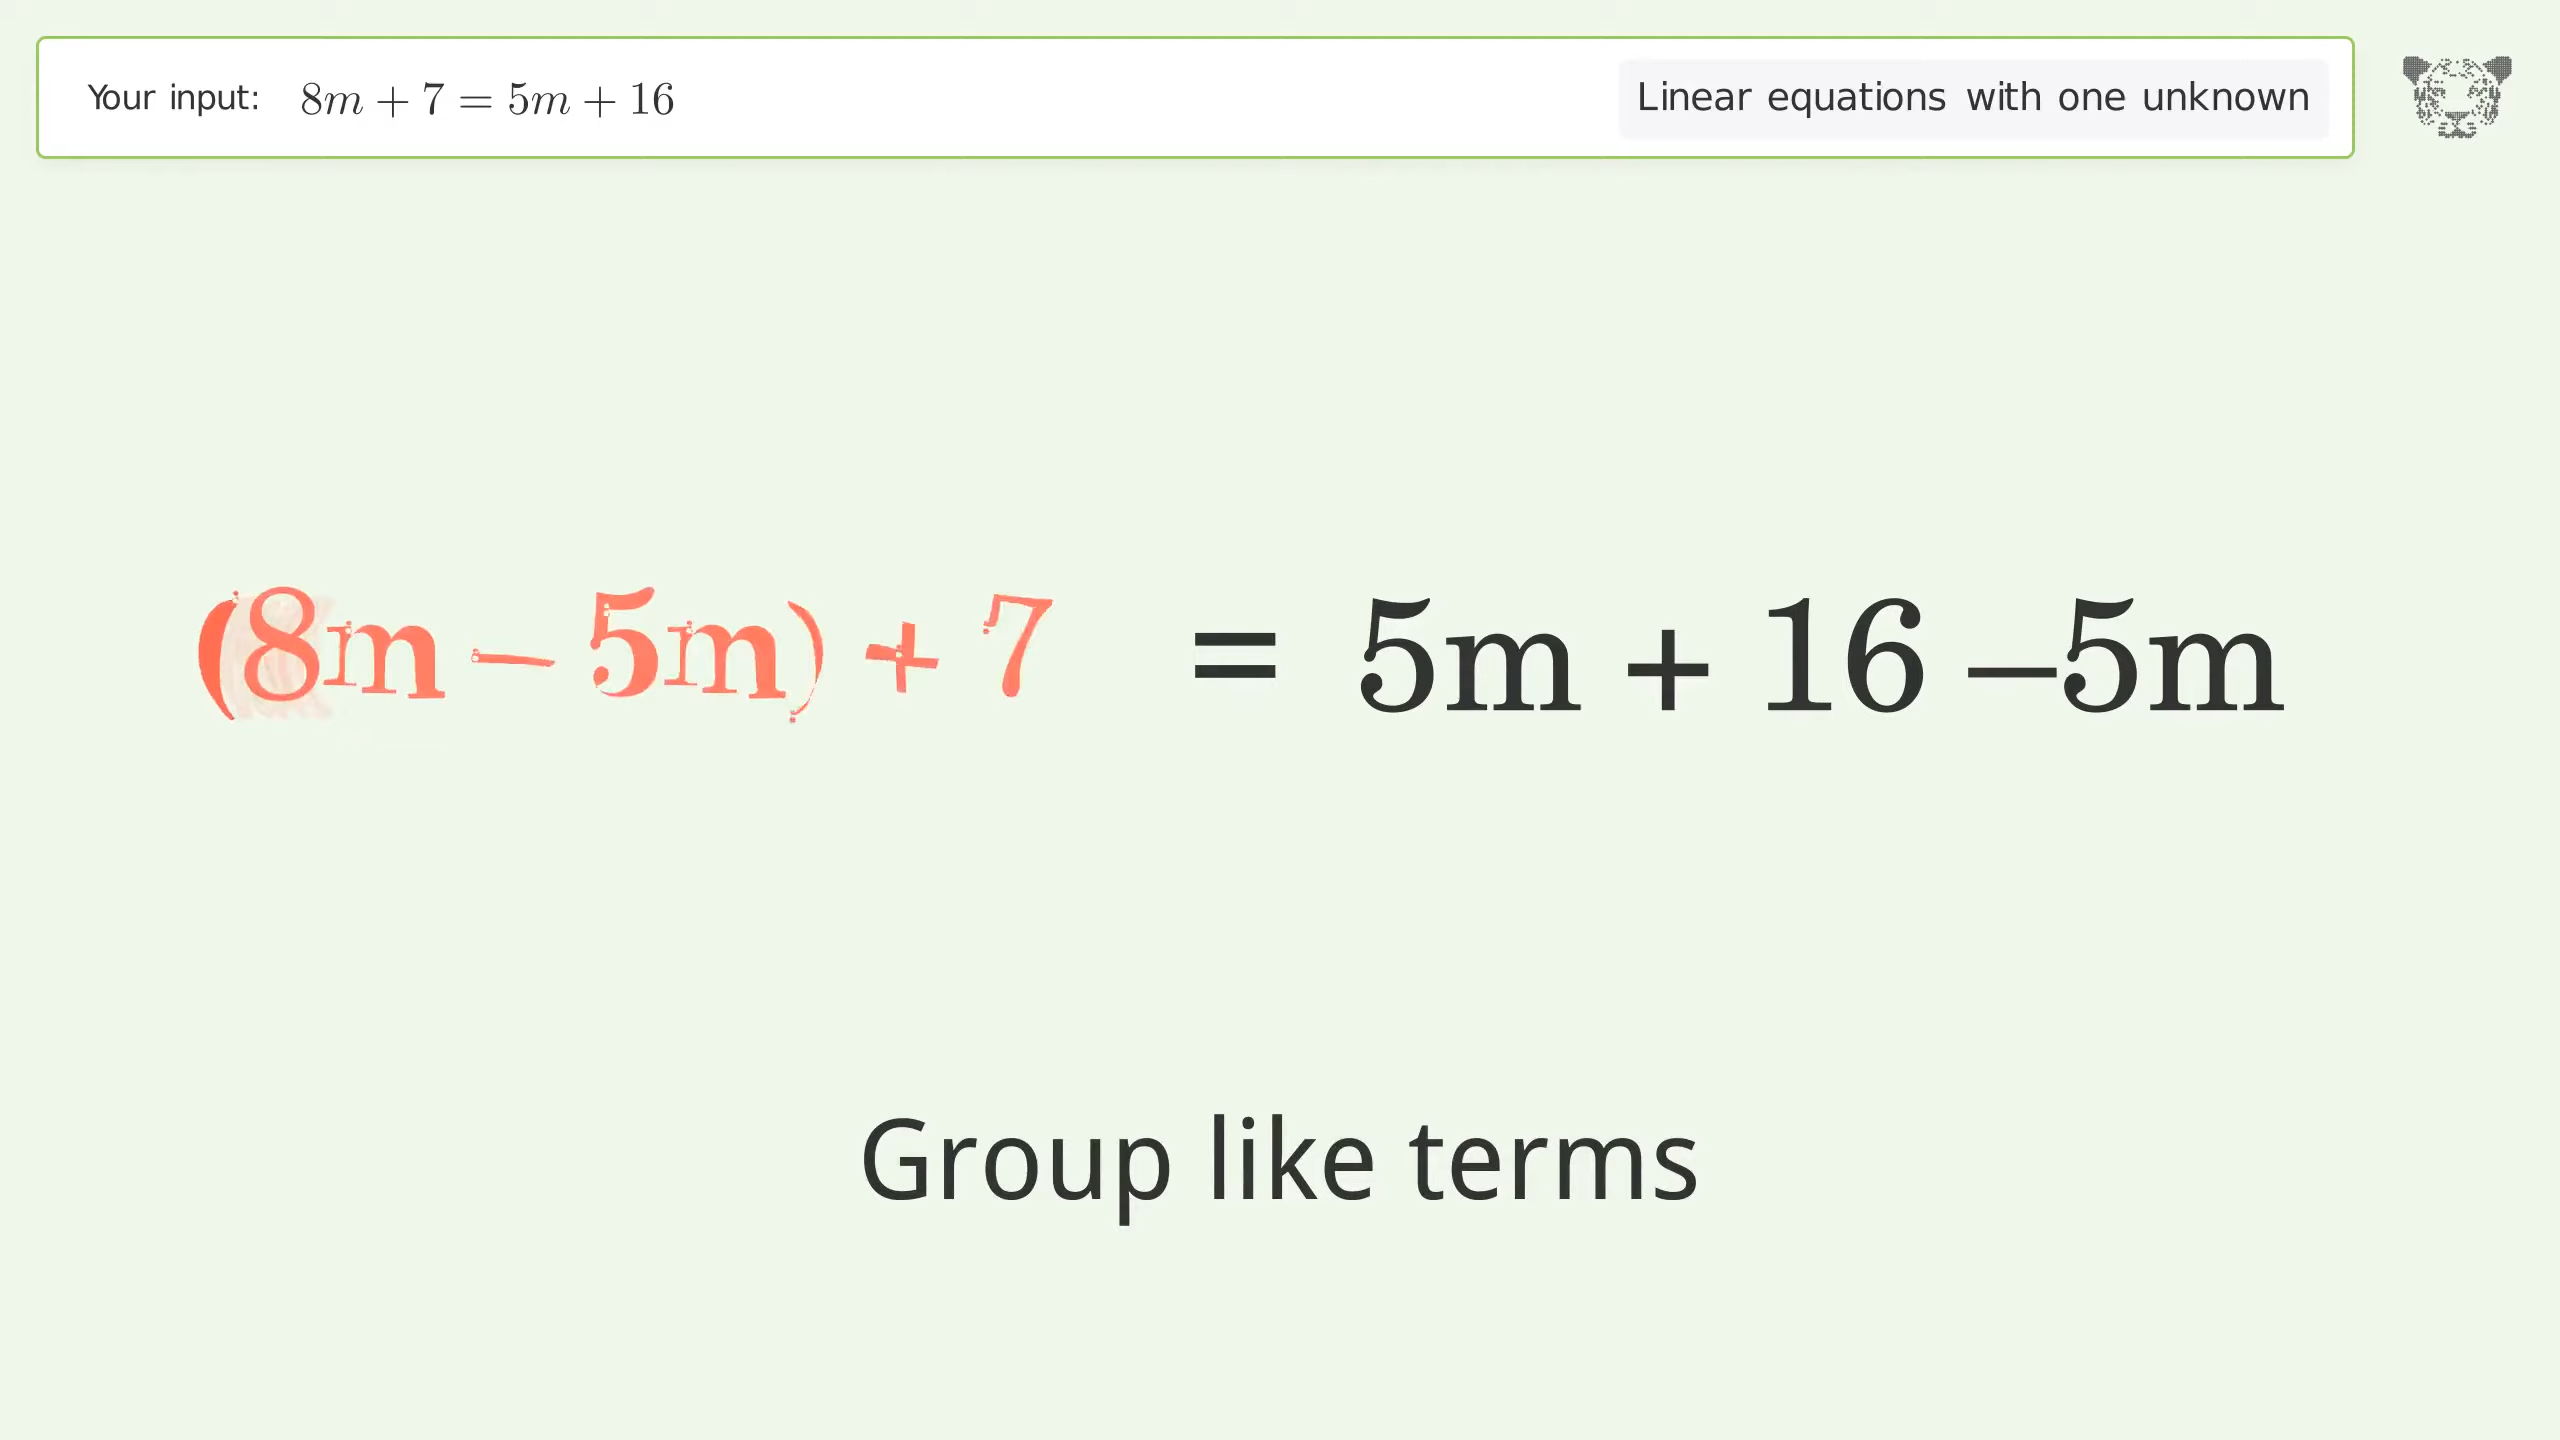 Your input: 8m + 7 = 5m + 16 Linear equations with one unknown
(8m – 5m) + 7 = 5m + 16 –5m
Group like terms